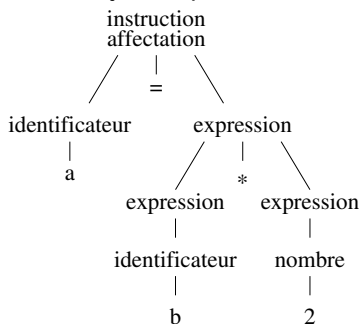 instruction
affectation
=
identificateur expression
a
*
expression expression
identificateur nombre
b 2